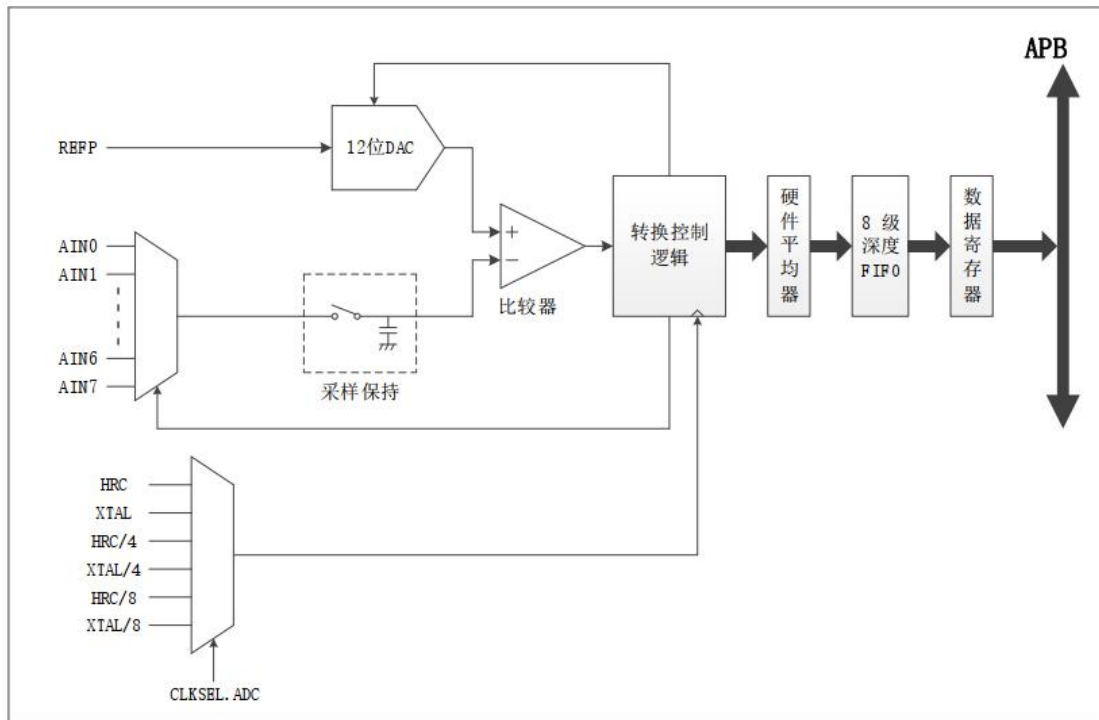 APB
REFP
12位DAC
AIN0
AIN1
AIN6
AIN7
采样保持
+
−
比较器
转换控制
逻辑
硬
件
平
均
器
8 级
深度
FIFO
数
据
寄
存
器
HRC
XTAL
HRC/4
XTAL/4
HRC/8
XTAL/8
CLKSEL.ADC